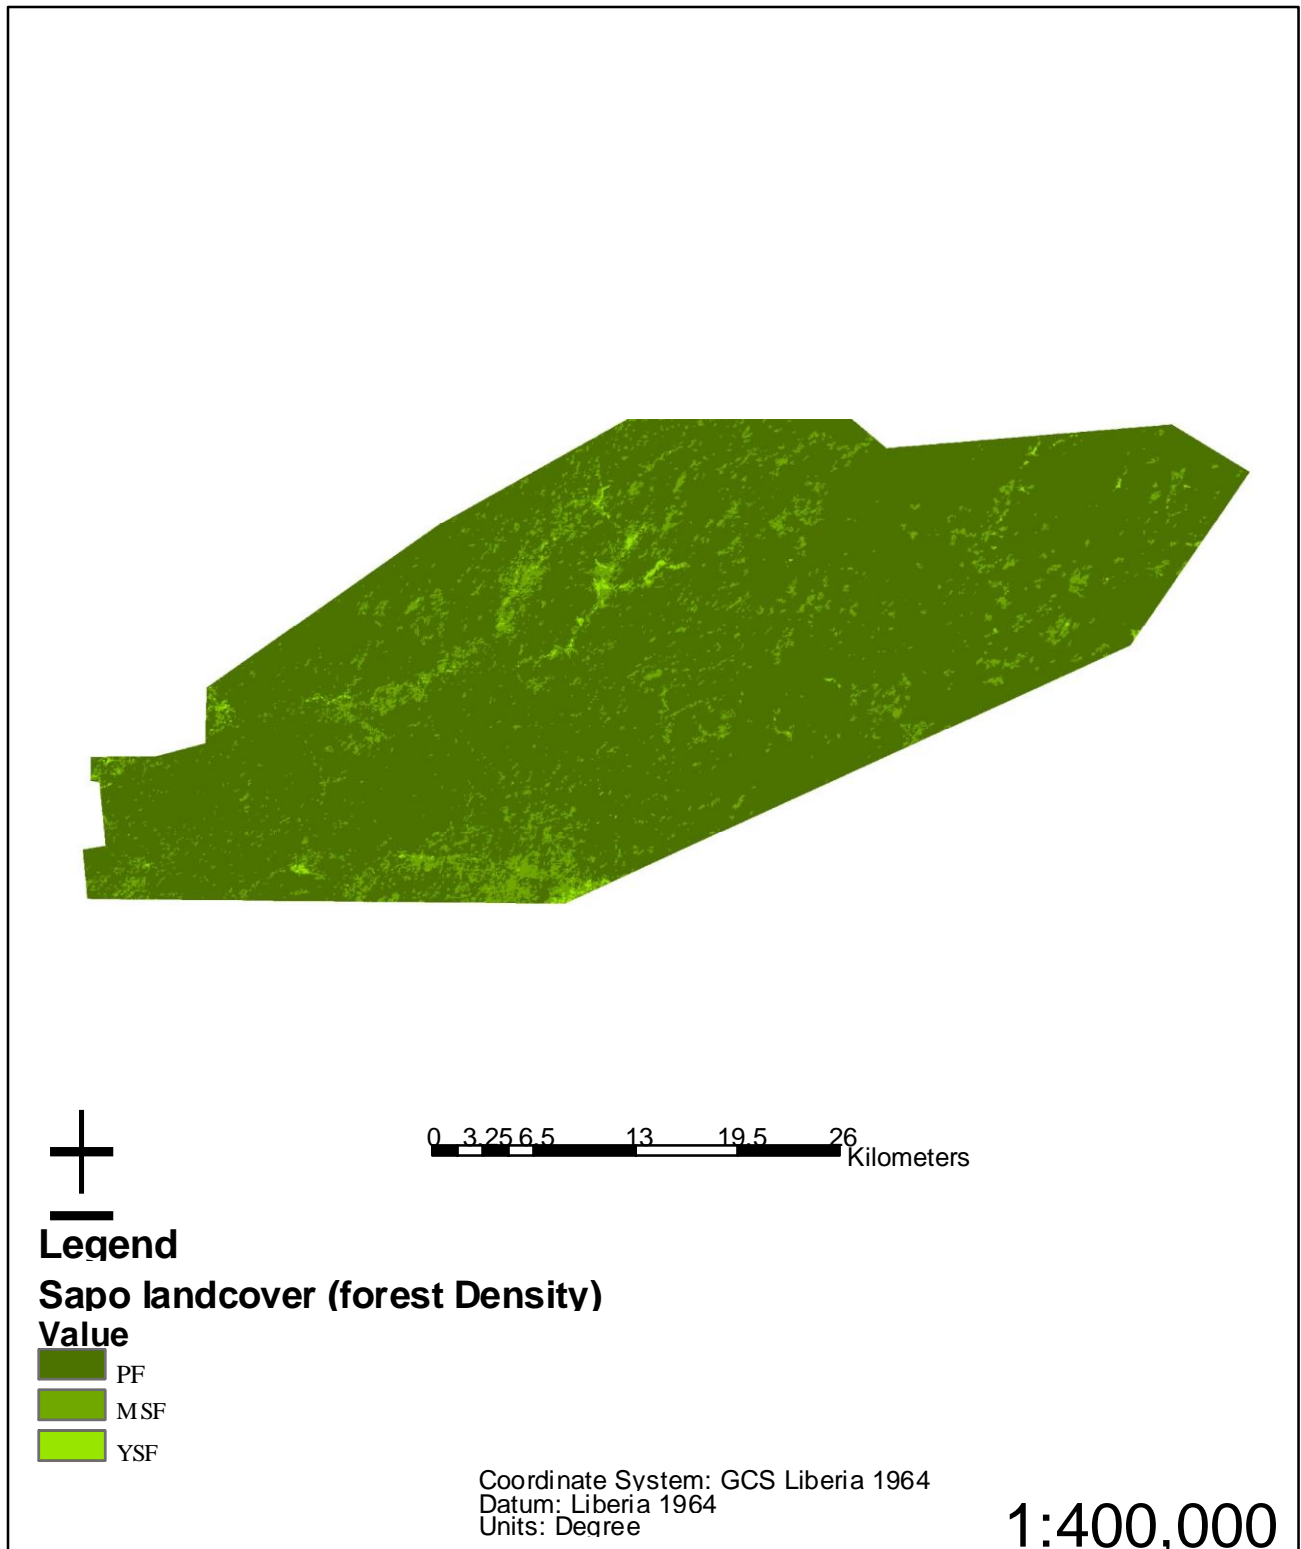 0 3.25 6.5 13 19.5 26
Kilometers
Legend
Sapo landcover (forest Density)
Value
PF
MSF
YSF
Coordinate System: GCS Liberia 1964
Datum: Liberia 1964
Units: Degree
1:400,000